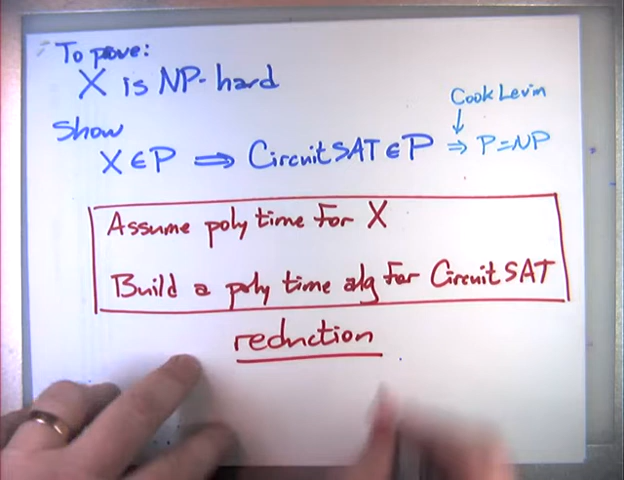 To prove:
X is NP-hard
Show
Cook Levin
X ∈ P ⇒ CircuitSAT ∈ P ⇒ P=NP
Assume poly time for X
Build a poly time alg for CircuitSAT
reduction